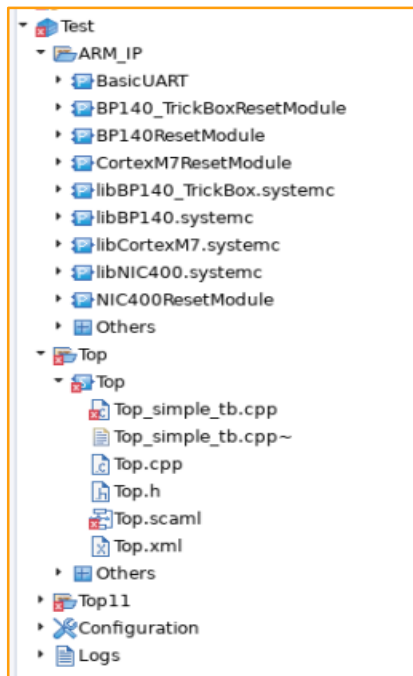 Test
ARM_IP
BasicUART
BP140_TrickBoxResetModule
BP140ResetModule
CortexM7ResetModule
libBP140_TrickBox.systemc
libBP140.systemc
libCortexM7.systemc
libNIC400.systemc
NIC400ResetModule
Others
Top
Top
Top_simple_tb.cpp
Top_simple_tb.cpp~
Top.cpp
Top.h
Top.scaml
Top.xml
Others
Top11
Configuration
Logs